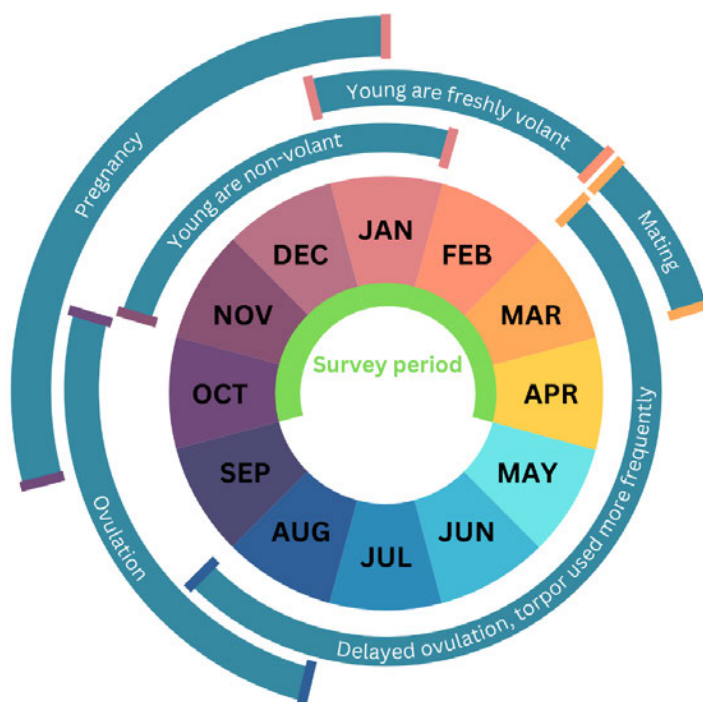 Pregnancy
Young are freshly volant
Young are non-volant
Mating
JAN
FEB
MAR
APR
MAY
JUN
JUL
AUG
SEP
OCT
NOV
DEC
Survey period
Ovulation
Delayed ovulation, torpor used more frequently